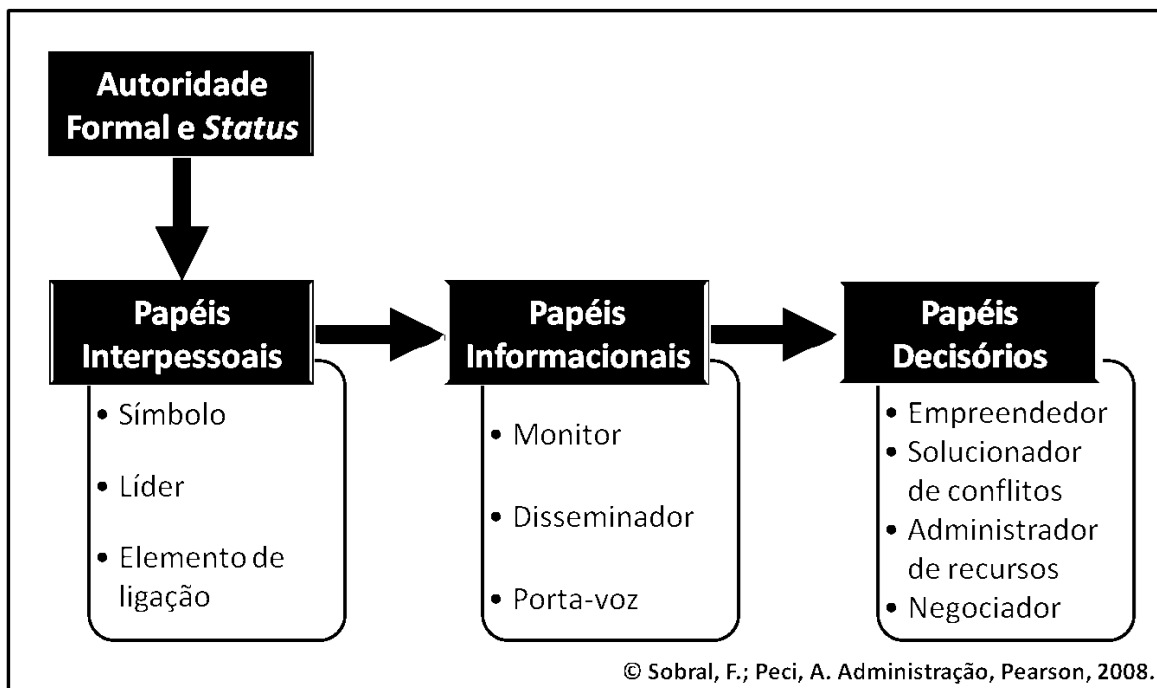 Autoridade
Formal e Status
Papéis
Interpessoais
• Símbolo
• Líder
• Elemento de
ligação
Papéis
Informacionais
• Monitor
• Disseminador
• Porta-voz
Papéis
Decisórios
• Empreendedor
• Solucionador
de conflitos
• Administrador
de recursos
• Negociador
© Sobral, F.; Peci, A. Administração, Pearson, 2008.